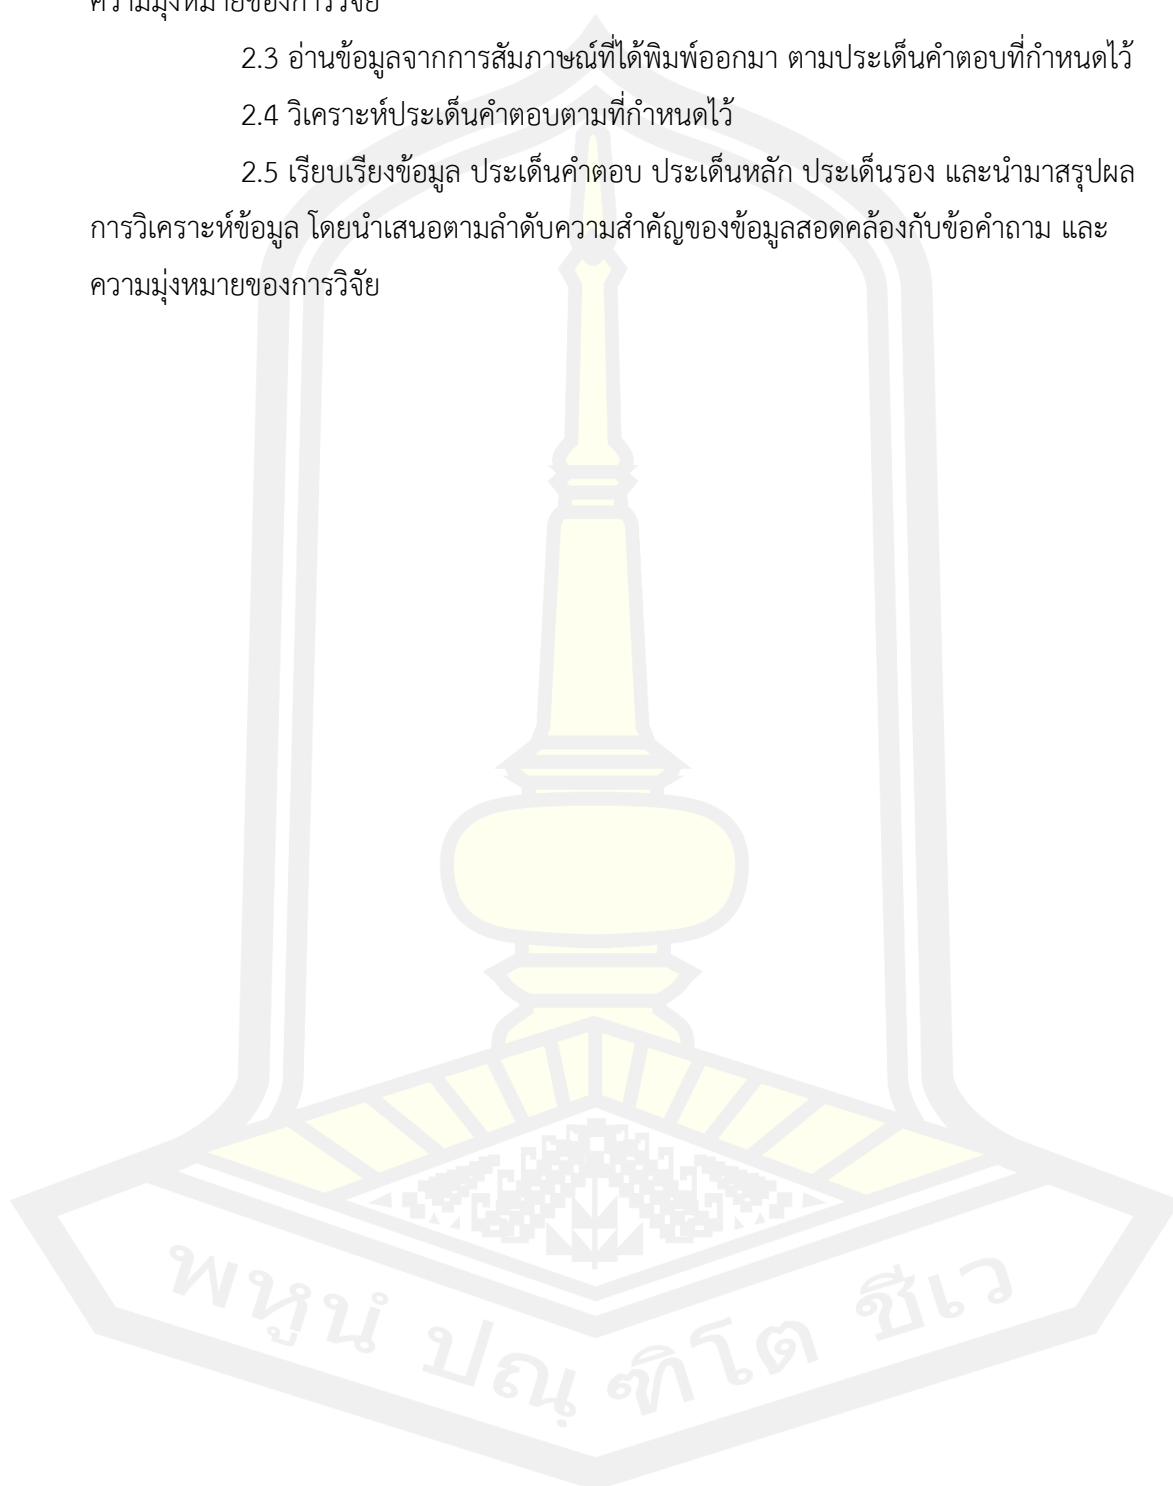 ความมุ่งหมายของการวิจัย
2.3 อ่านข้อมูลจากการสัมภาษณ์ที่ได้พิมพ์ออกมา ตามประเด็นคำตอบที่กำหนดไว้
2.4 วิเคราะห์ประเด็นคำตอบตามที่กำหนดไว้
2.5 เรียบเรียงข้อมูล ประเด็นคำตอบ ประเด็นหลัก ประเด็นรอง และนำมาสรุปผล
การวิเคราะห์ข้อมูล โดยนำเสนอตามลำดับความสำคัญของข้อมูลสอดคล้องกับข้อคำถาม และ
ความมุ่งหมายของการวิจัย
พหูนํ ปณฺ ฑิโต ชีเว